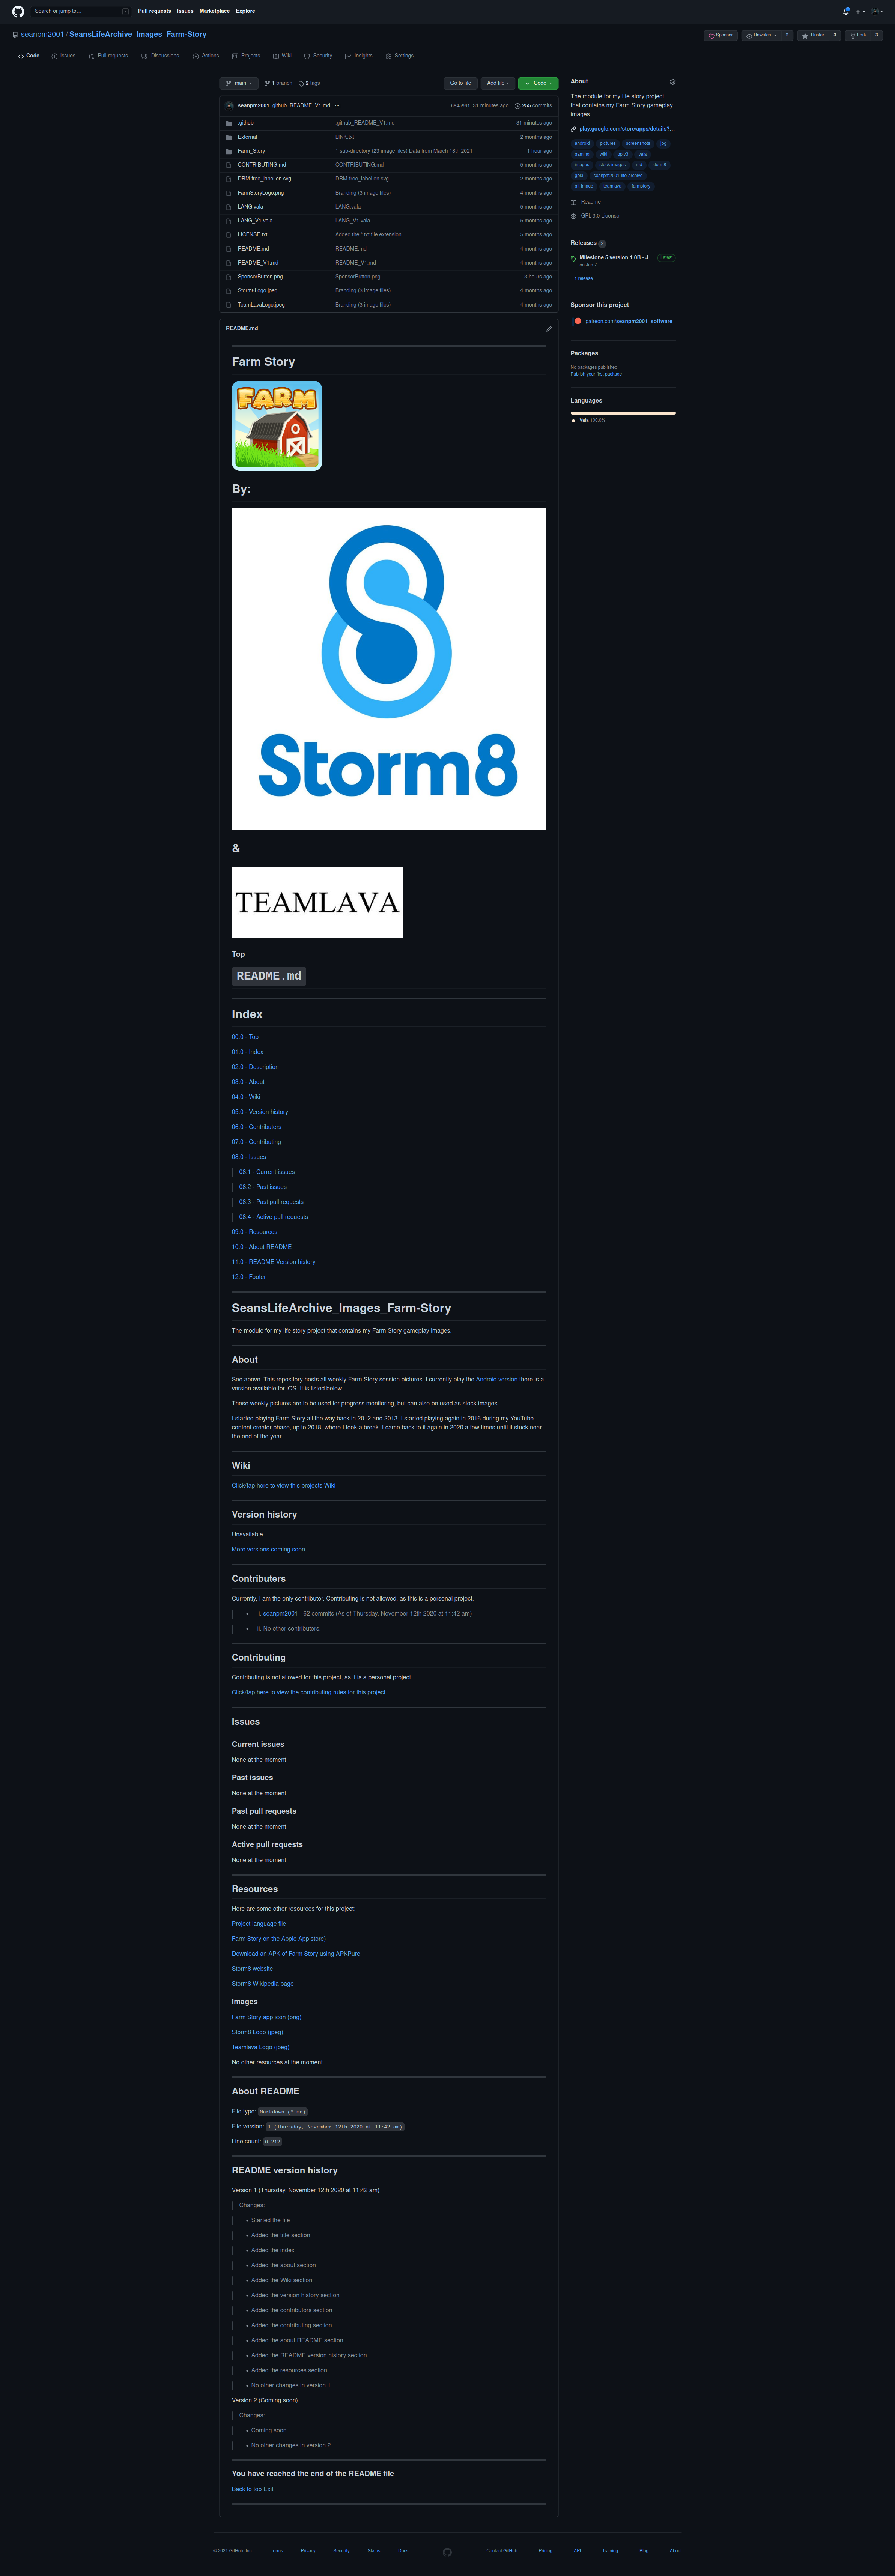 Search or jump to…
/
Pull requests Issues Marketplace Explore
seanpm2001 / SeansLifeArchive_Images_Farm-Story
Sponsor
Unwatch 2
Unstar 3
Fork 3
Code Issues Pull requests Discussions Actions Projects Wiki Security Insights Settings
main
1 branch
2 tags
Go to file
Add file
Code
seanpm2001 .github_README_V1.md
31 minutes ago
255 commits
.github .github_README_V1.md 31 minutes ago
External LINK.txt 2 months ago
Farm_Story 1 sub-directory (23 image files) Data from March 18th 2021 1 hour ago
CONTRIBUTING.md CONTRIBUTING.md 5 months ago
DRM-free_label.en.svg DRM-free_label.en.svg 2 months ago
FarmStoryLogo.png Branding (3 image files) 4 months ago
LANG.vala LANG.vala 5 months ago
LANG_V1.vala LANG_V1.vala 5 months ago
LICENSE.txt Added the *.txt file extension 5 months ago
README.md README.md 4 months ago
README_V1.md README_V1.md 4 months ago
SponsorButton.png SponsorButton.png 3 hours ago
Storm8Logo.jpeg Branding (3 image files) 4 months ago
TeamLavaLogo.jpeg Branding (3 image files) 4 months ago
About
The module for my life story project
that contains my Farm Story gameplay
images.
play.google.com/store/apps/details?…
android pictures screenshots jpg
gaming wiki gplv3 vala
images stock-images md storm8
gpl3 seanpm2001-life-archive
git-image teamlava farmstory
Readme
GPL-3.0 License
Releases 2
Milestone 5 version 1.0B - J… Latest
on Jan 7
+ 1 release
Sponsor this project
patreon.com/seanpm2001_software
Packages
No packages published
Publish your first package
Languages
Vala 100.0%
README.md
Farm Story
FARM
By:
Storm8
&
TEAMLAVA
Top
README.md
Index
00.0 - Top
01.0 - Index
02.0 - Description
03.0 - About
04.0 - Wiki
05.0 - Version history
06.0 - Contributers
07.0 - Contributing
08.0 - Issues
08.1 - Current issues
08.2 - Past issues
08.3 - Past pull requests
08.4 - Active pull requests
09.0 - Resources
10.0 - About README
11.0 - README Version history
12.0 - Footer
SeansLifeArchive_Images_Farm-Story
The module for my life story project that contains my Farm Story gameplay images.
About
See above. This repository hosts all weekly Farm Story session pictures. I currently play the Android version there is a
version available for iOS. It is listed below
These weekly pictures are to be used for progress monitoring, but can also be used as stock images.
I started playing Farm Story all the way back in 2012 and 2013. I started playing again in 2016 during my YouTube
content creator phase, up to 2018, where I took a break. I came back to it again in 2020 a few times until it stuck near
the end of the year.
Wiki
Click/tap here to view this projects Wiki
Version history
Unavailable
More versions coming soon
Contributers
Currently, I am the only contributer. Contributing is not allowed, as this is a personal project.
• i. seanpm2001 - 62 commits (As of Thursday, November 12th 2020 at 11:42 am)
• ii. No other contributers.
Contributing
Contributing is not allowed for this project, as it is a personal project.
Click/tap here to view the contributing rules for this project
Issues
Current issues
None at the moment
Past issues
None at the moment
Past pull requests
None at the moment
Active pull requests
None at the moment
Resources
Here are some other resources for this project:
Project language file
Farm Story on the Apple App store)
Download an APK of Farm Story using APKPure
Storm8 website
Storm8 Wikipedia page
Images
Farm Story app icon (png)
Storm8 Logo (jpeg)
Teamlava Logo (jpeg)
No other resources at the moment.
About README
File type: Markdown (*.md)
File version: 1 (Thursday, November 12th 2020 at 11:42 am)
Line count: 0,212
README version history
Version 1 (Thursday, November 12th 2020 at 11:42 am)
Changes:
• Started the file
• Added the title section
• Added the index
• Added the about section
• Added the Wiki section
• Added the version history section
• Added the contributors section
• Added the contributing section
• Added the about README section
• Added the README version history section
• Added the resources section
• No other changes in version 1
Version 2 (Coming soon)
Changes:
• Coming soon
• No other changes in version 2
You have reached the end of the README file
Back to top Exit
© 2021 GitHub, Inc. Terms Privacy Security Status Docs Contact GitHub Pricing API Training Blog About